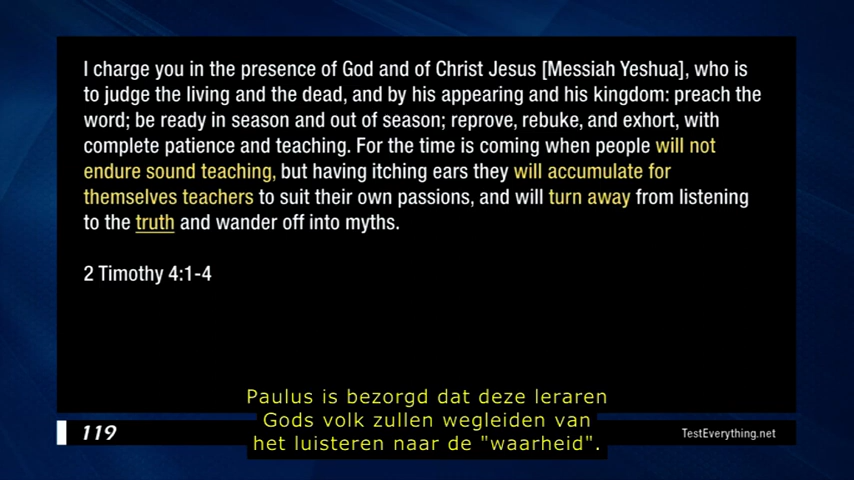 I charge you in the presence of God and of Christ Jesus [Messiah Yeshua], who is
to judge the living and the dead, and by his appearing and his kingdom: preach the
word; be ready in season and out of season; reprove, rebuke, and exhort, with
complete patience and teaching. For the time is coming when people will not
endure sound teaching, but having itching ears they will accumulate for
themselves teachers to suit their own passions, and will turn away from listening
to the truth and wander off into myths.
2 Timothy 4:1-4
Paulus is bezorgd dat deze leraren
Gods volk zullen wegleiden van
het luisteren naar de "waarheid".
119
TestEverything.net